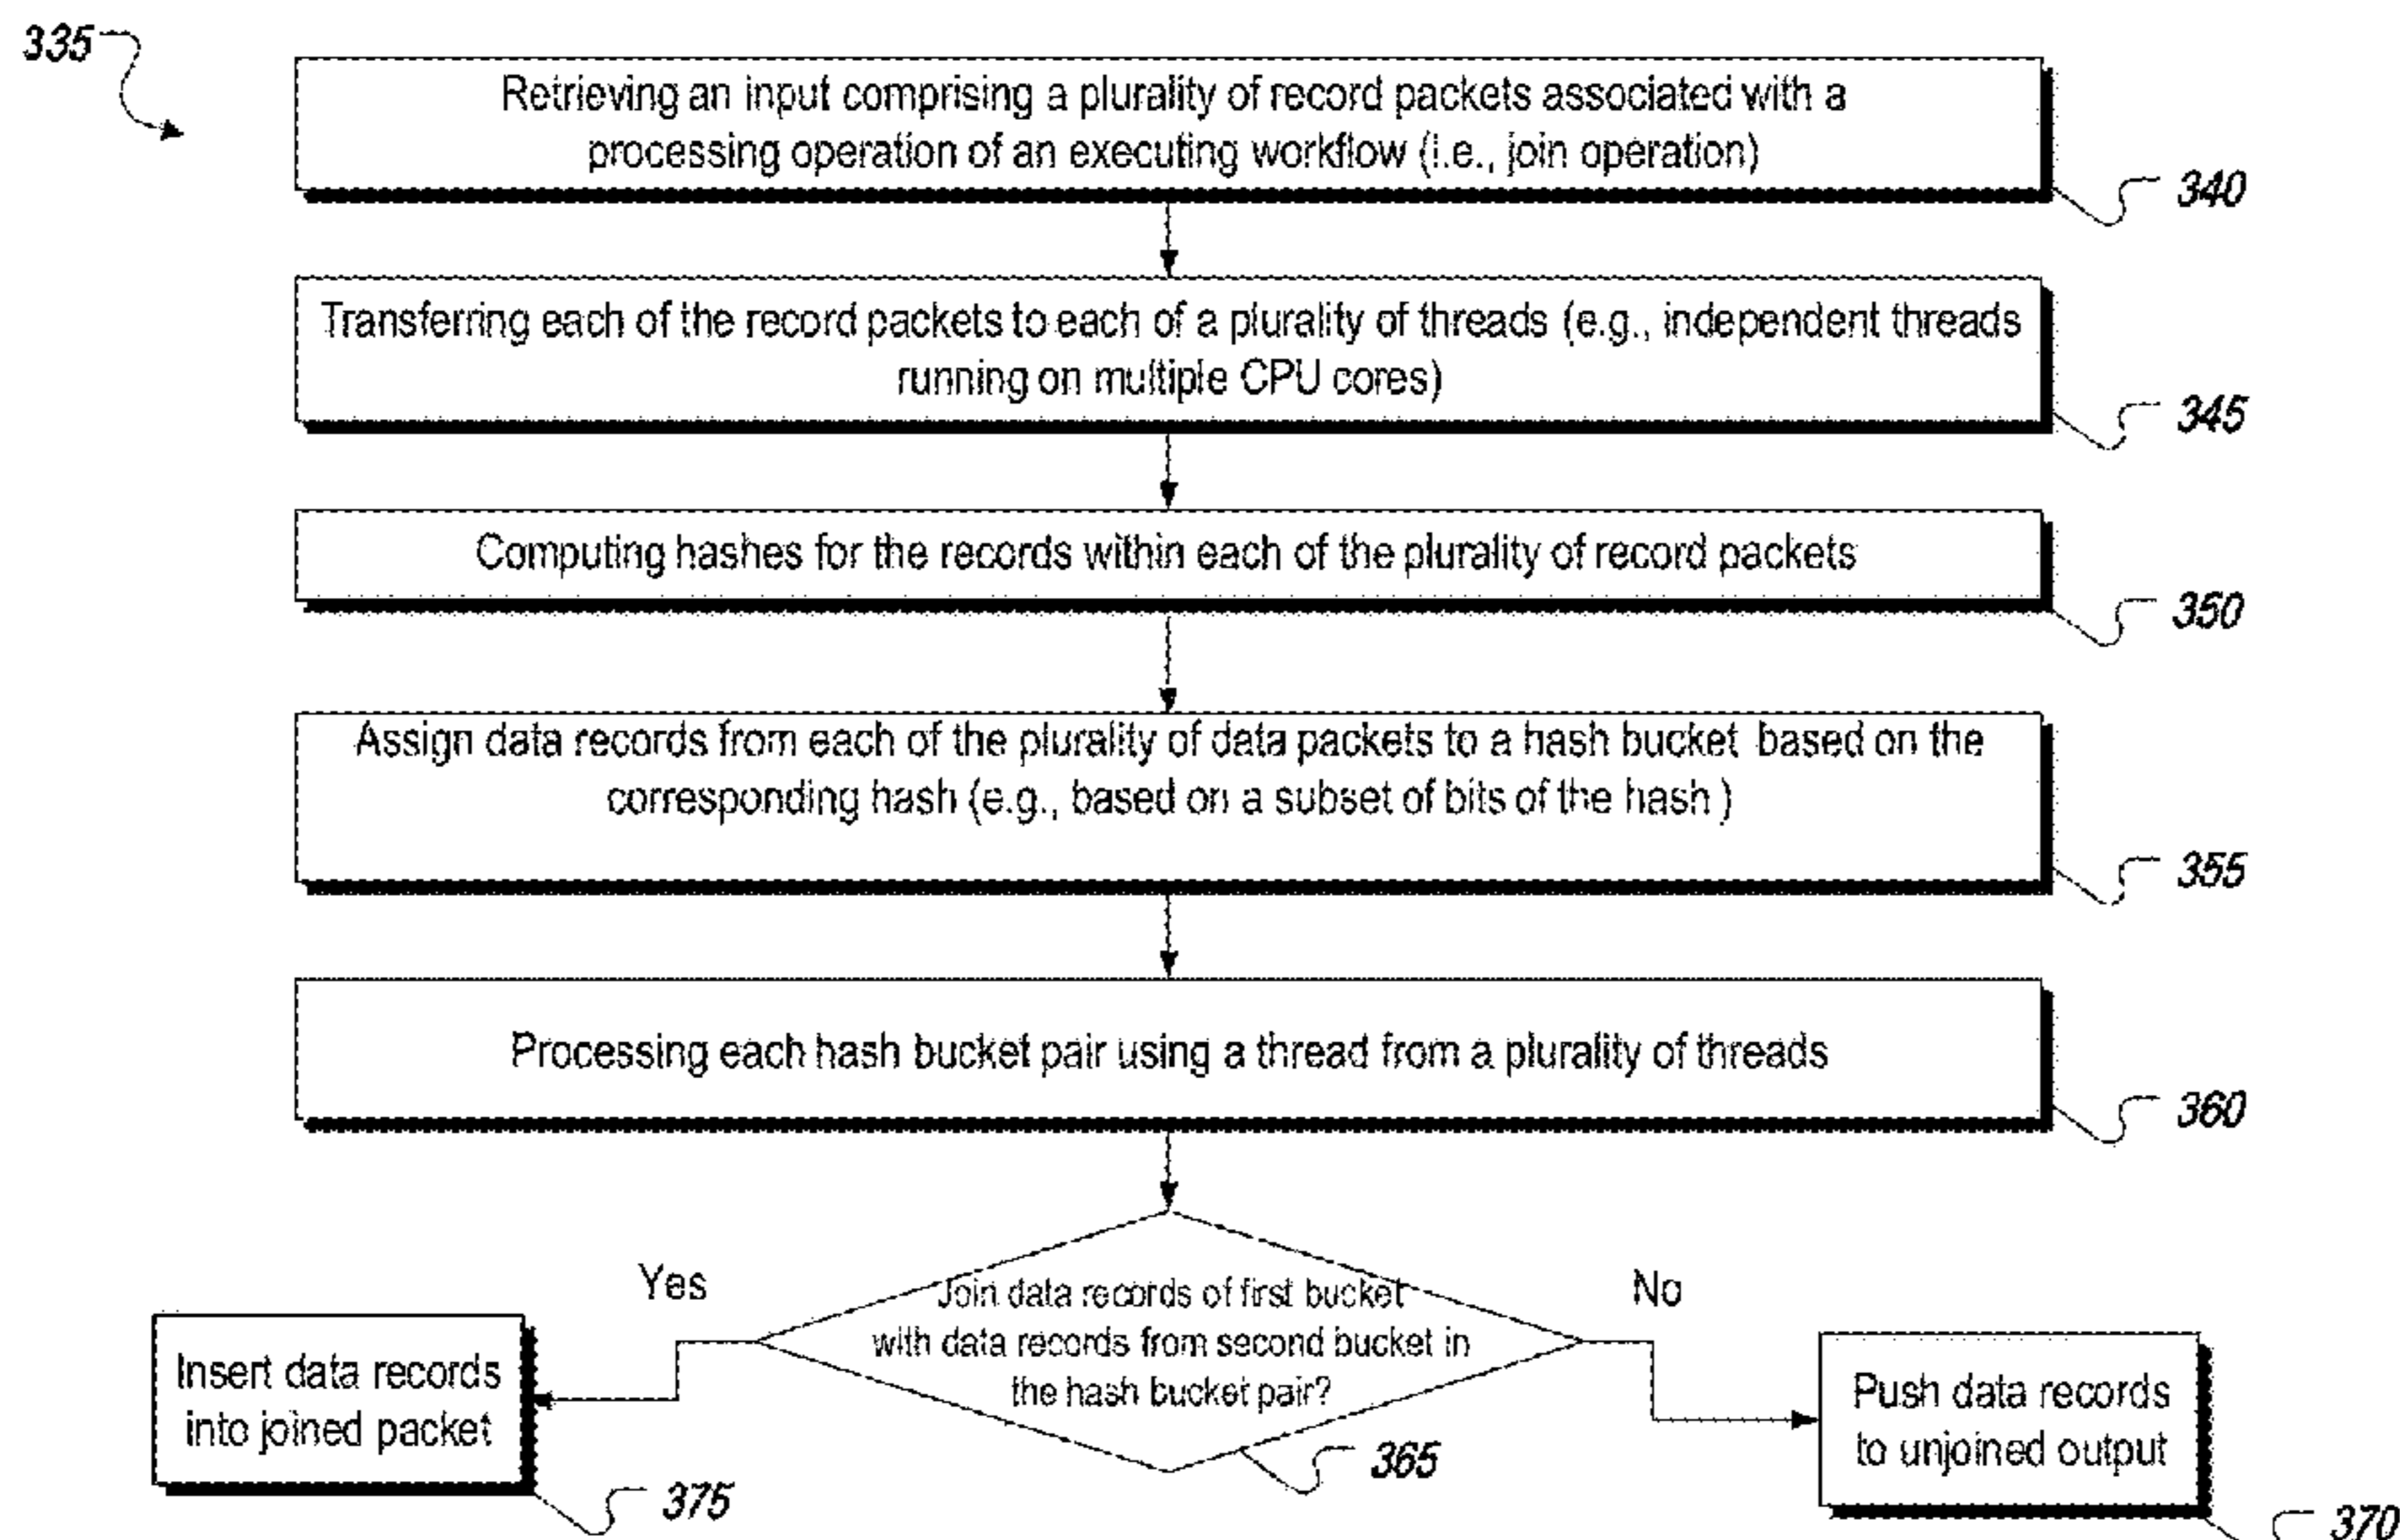 335
Retrieving an input comprising a plurality of record packets associated with a
processing operation of an executing workflow (i.e., join operation)
340
Transferring each of the record packets to each of a plurality of threads (e.g., independent threads
running on multiple CPU cores)
345
Computing hashes for the records within each of the plurality of record packets
350
Assign data records from each of the plurality of data packets to a hash bucket based on the
corresponding hash (e.g., based on a subset of bits of the hash )
355
Processing each hash bucket pair using a thread from a plurality of threads
360
Yes
No
Join data records of first bucket
with data records from second bucket in
the hash bucket pair?
365
Insert data records
into joined packet
375
Push data records
to unjoined output
370